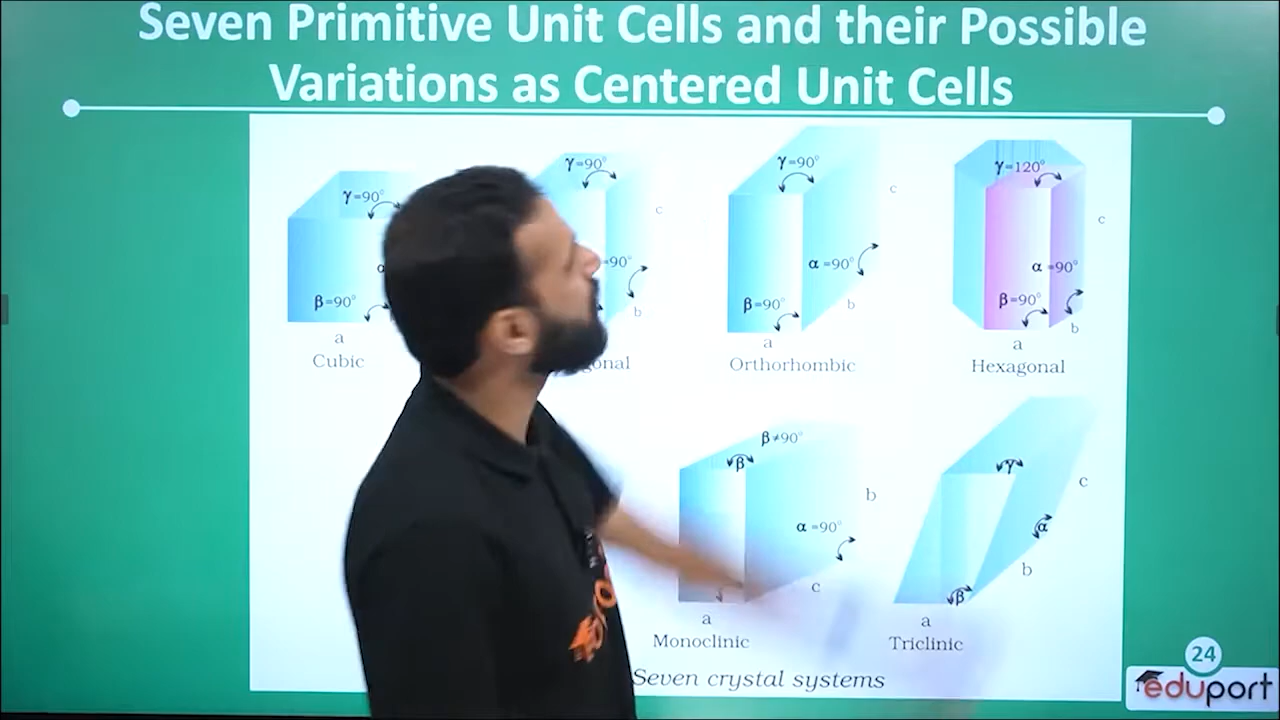 Seven Primitive Unit Cells and their Possible
Variations as Centered Unit Cells
γ=90°
α
β=90°
a
Cubic
γ=90°
c
=90°
b
gonal
γ=90°
c
α =90°
β=90°
b
a
Orthorhombic
γ=120°
c
α =90°
β=90°
b
a
Hexagonal
β≠90°
β
b
α =90°
c
a
Monoclinic
γ
c
α
b
β
a
Triclinic
Seven crystal systems
24
eduport